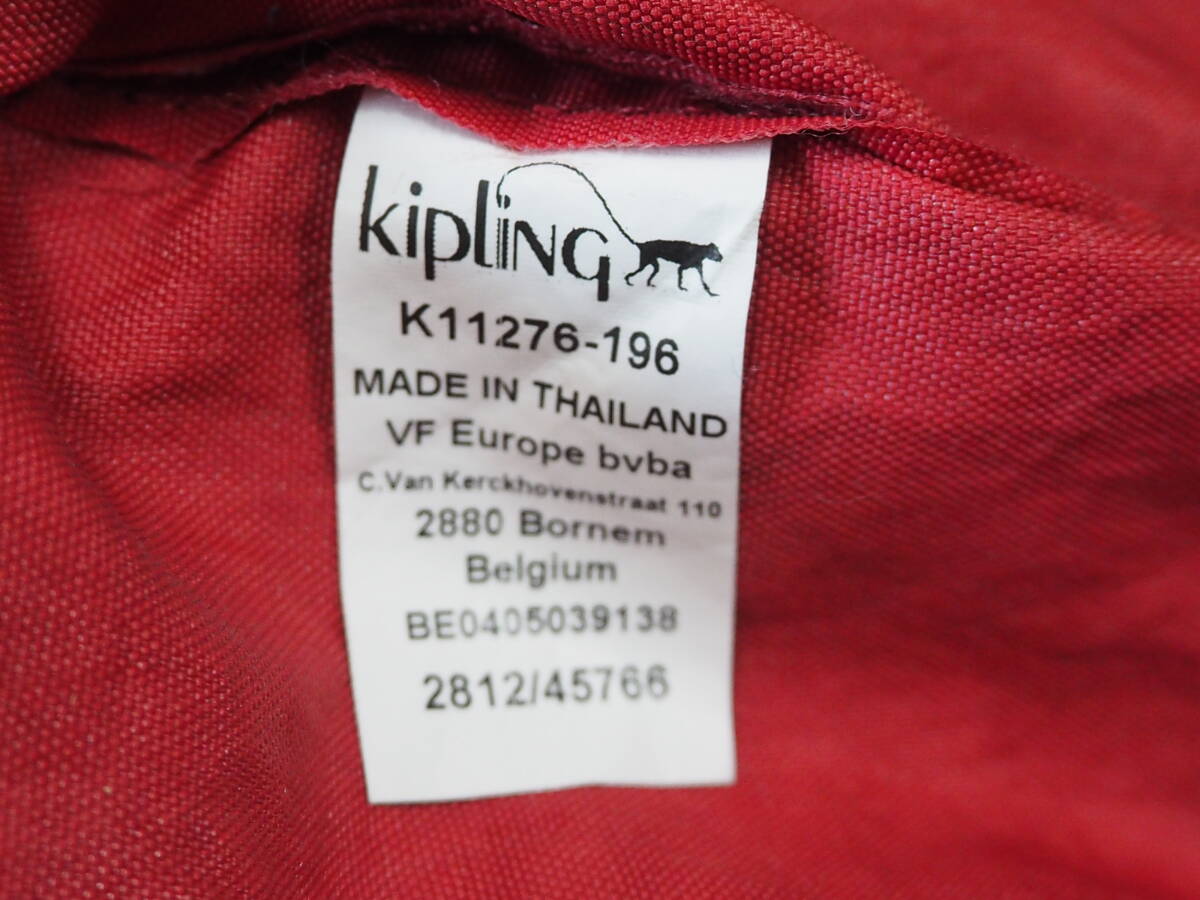 kipling
K11276-196
MADE IN THAILAND
VF Europe bvba
C.Van Kerckhovenstraat 110
2880 Bornem
Belgium
BE0405039138
2812/45766